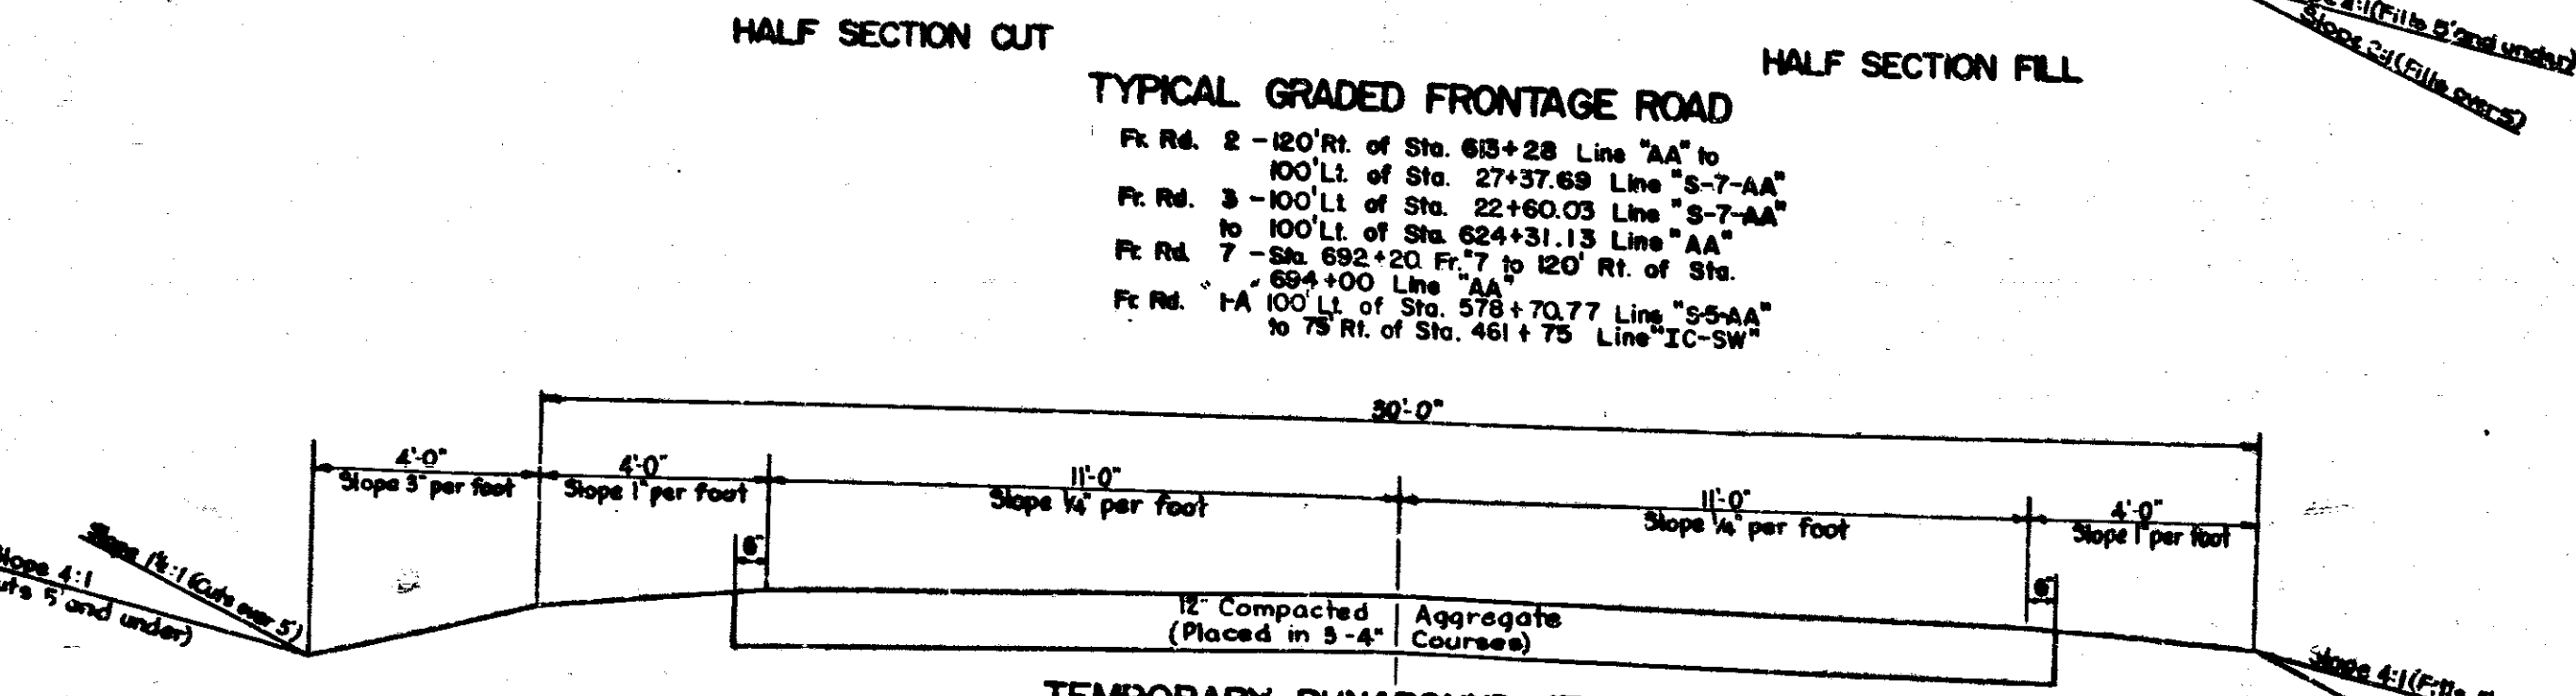 HALF SECTION CUT
HALF SECTION FILL
4:1 (Fills 5' and under)
Slope 2:1 (Fills over 5')
TYPICAL GRADED FRONTAGE ROAD
Fr. Rd. 2 - 120' Rt. of Sta. 613+28 Line "AA" to
100' Lt. of Sta. 27+37.69 Line "S-7-AA"
Fr. Rd. 3 - 100' Lt. of Sta. 22+60.03 Line "S-7-AA"
to 100' Lt. of Sta. 624+31.13 Line "AA"
Fr. Rd. 7 - Sta. 692+20 Fr. "7 to 120' Rt. of Sta.
694+00 Line "AA"
Fr. Rd. "1-A" 100' Lt. of Sta. 578+70.77 Line "S-5-AA"
to 75' Rt. of Sta. 461+75 Line "IC-SW"
30'-0"
4'-0"
Slope 3" per foot
4'-0"
Slope 1" per foot
11'-0"
Slope 1/4" per foot
11'-0"
Slope 1/4" per foot
4'-0"
Slope 1" per foot
6"
6"
(Cuts over 5')
Slope 4:1
Cuts 5' and under)
12" Compacted Aggregate
(Placed in 3-4" Courses)
Slope 4:1 (Fills
TEMPORARY RUNAROUND